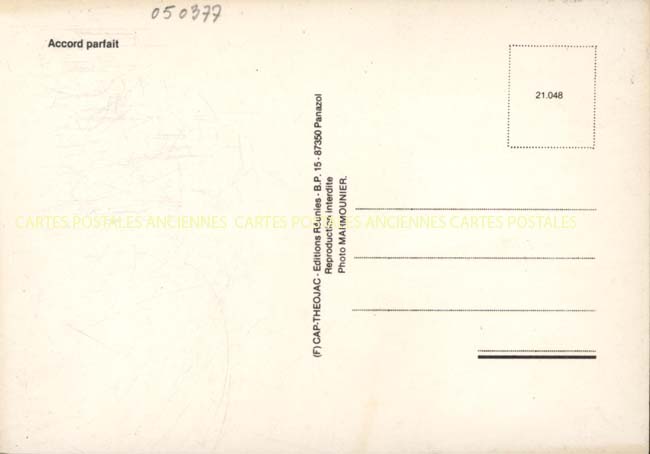 050377
Accord parfait
21.048
(F) CAP-THEOJAC - Editions Réunies - B.P. 15 - 87350 Panazol
Reproduction Interdite
Photo
CARTES POSTALES ANCIENNES CARTES POSTALES ANCIENNES CARTES POSTALES